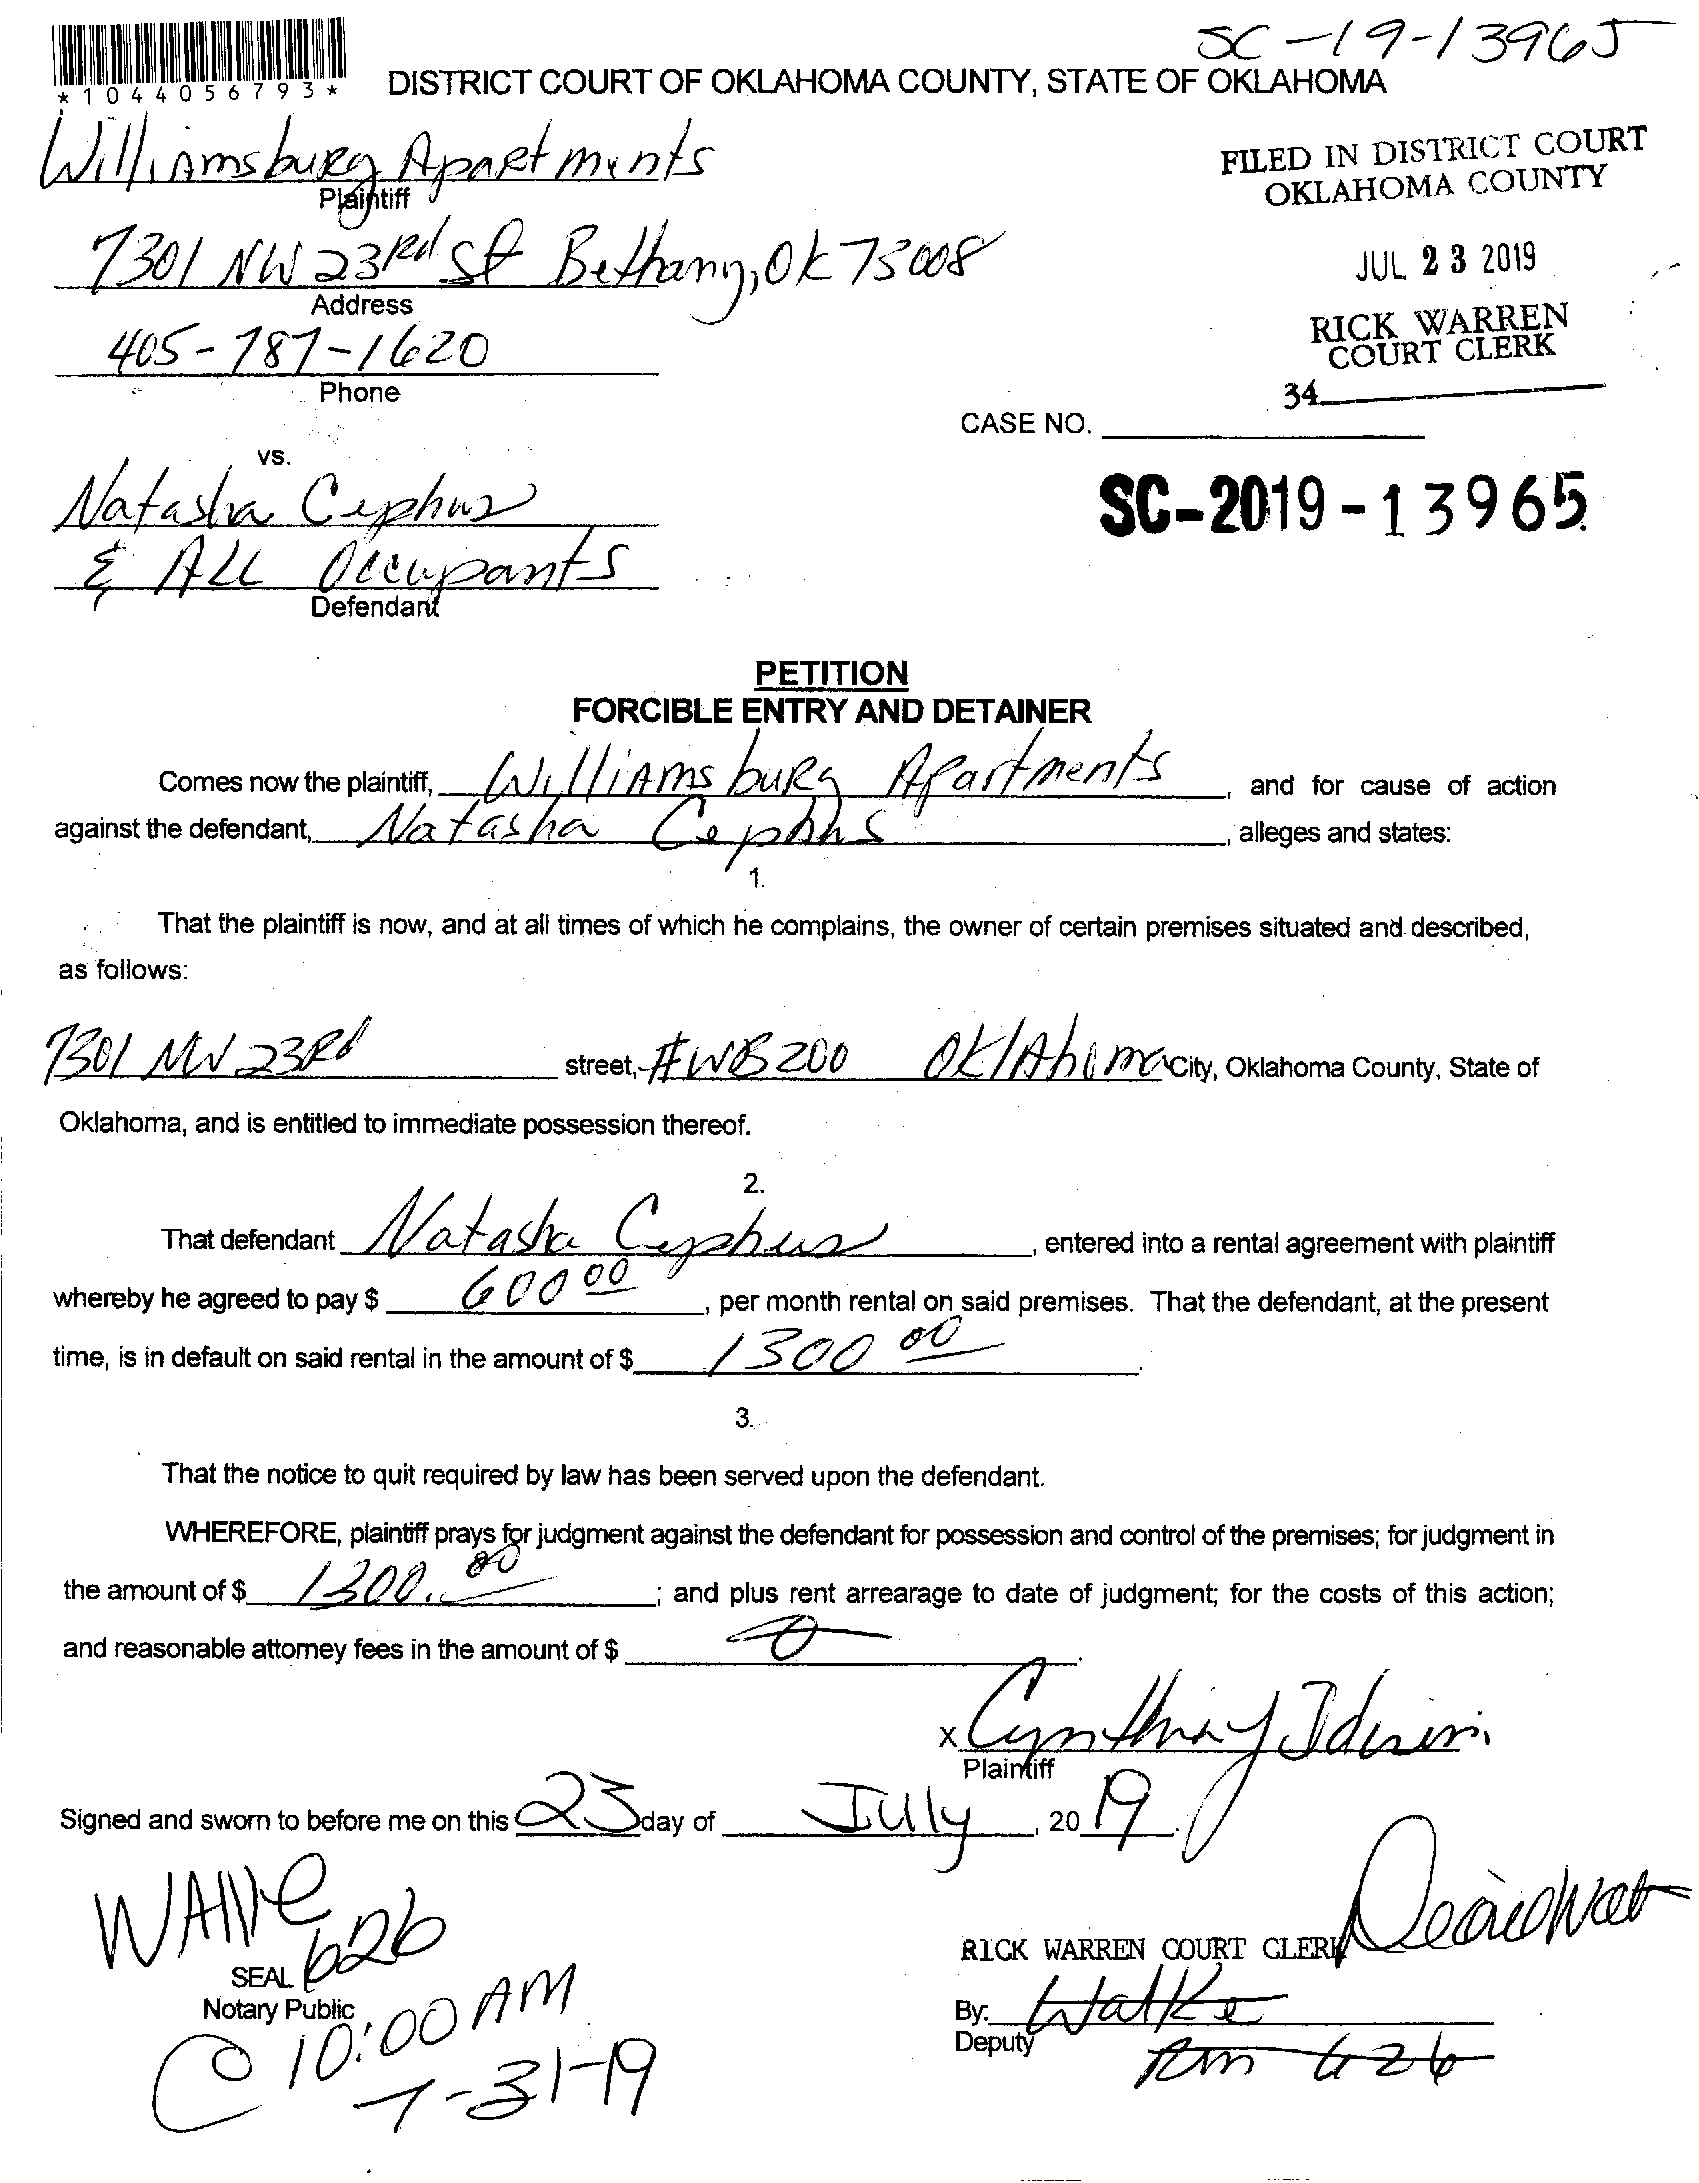 SC-19-13965
*1044056793*
DISTRICT COURT OF OKLAHOMA COUNTY, STATE OF OKLAHOMA
Williamsburg Apartments
Plaintiff
FILED IN DISTRICT COURT
OKLAHOMA COUNTY
7301 NW 23rd St Bethany, OK 73008
Address
JUL 23 2019
405-787-1620
Phone
RICK WARREN
COURT CLERK
34
CASE NO.
vs.
Natasha Cephus
SC-2019-13965
& ALL Occupants
Defendant
PETITION
FORCIBLE ENTRY AND DETAINER
Comes now the plaintiff, Williamsburg Apartments, and for cause of action
against the defendant, Natasha Cephus, alleges and states:
1.
That the plaintiff is now, and at all times of which he complains, the owner of certain premises situated and described,
as follows:
7301 NW 23Rd street, #WB200 Oklahoma City, Oklahoma County, State of
Oklahoma, and is entitled to immediate possession thereof.
2.
That defendant Natasha Cephus, entered into a rental agreement with plaintiff
whereby he agreed to pay $ 600 00, per month rental on said premises. That the defendant, at the present
time, is in default on said rental in the amount of $ 1300 00.
3.
That the notice to quit required by law has been served upon the defendant.
WHEREFORE, plaintiff prays for judgment against the defendant for possession and control of the premises; for judgment in
the amount of $ 1300.00; and plus rent arrearage to date of judgment; for the costs of this action;
and reasonable attorney fees in the amount of $ 0.
x Cynthia
Plaintiff
Signed and sworn to before me on this 23 day of July, 2019.
WAIVE
626
RICK WARREN COURT CLERK
SEAL
Notary Public
By:
Deputy
Walke
Rm 626
@ 10:00 AM
7-31-19